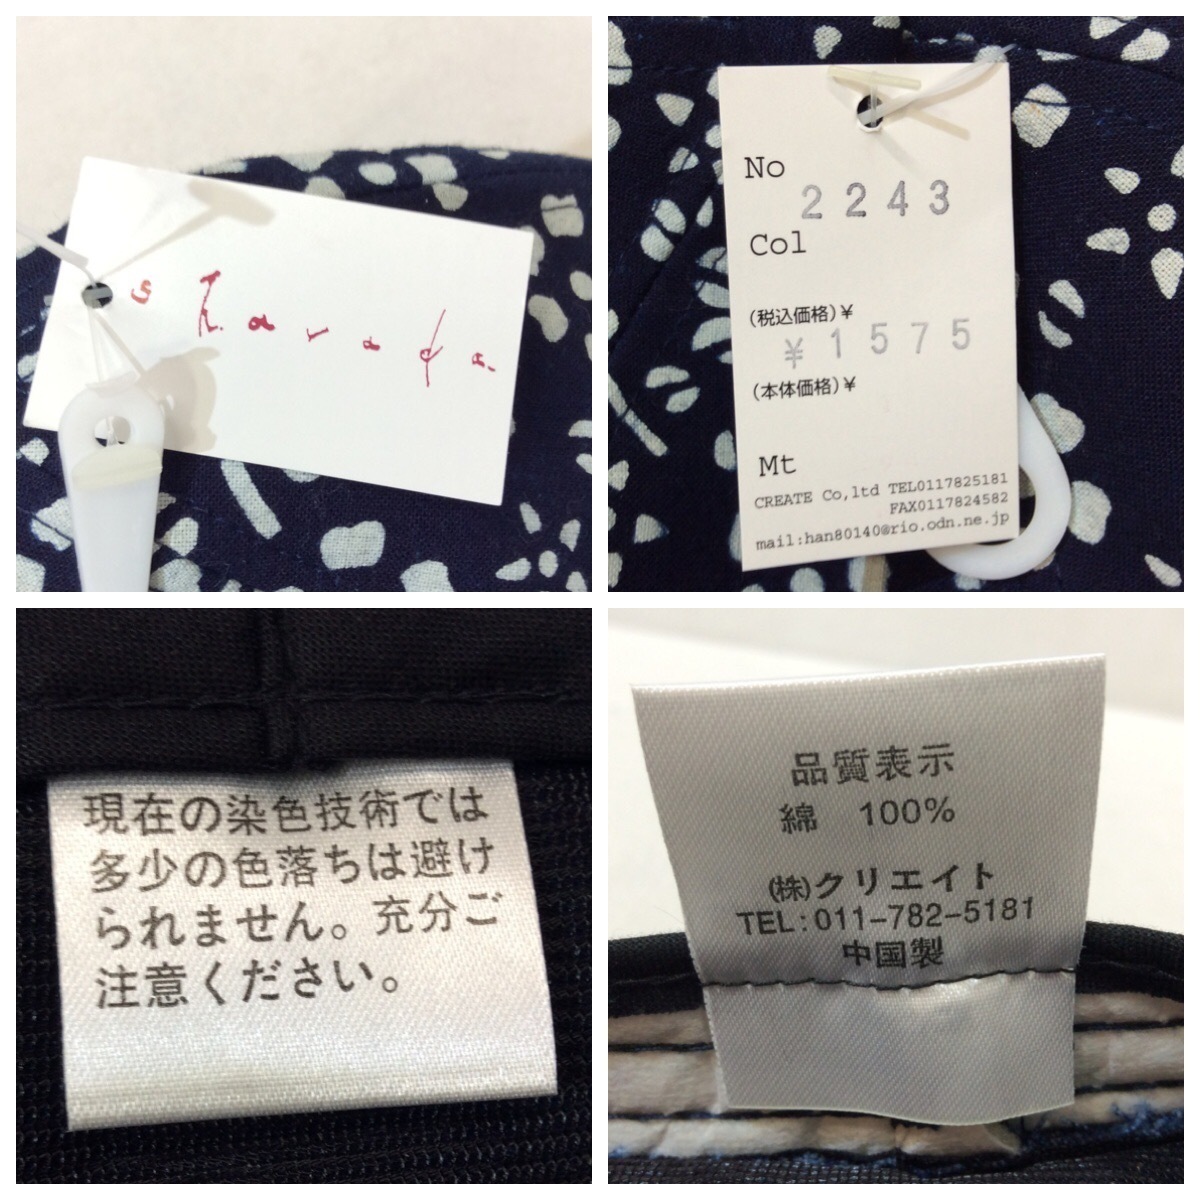 s harada.
No
2243
Col
(税込価格)¥
¥1575
(本体価格)¥
Mt
CREATE Co,ltd TEL0117825181
FAX0117824582
mail:han80140@rio.odn.ne.jp
現在の染色技術では
多少の色落ちは避け
られません。充分ご
注意ください。
品質表示
綿 100%
(株)クリエイト
TEL:011-782-5181
中国製